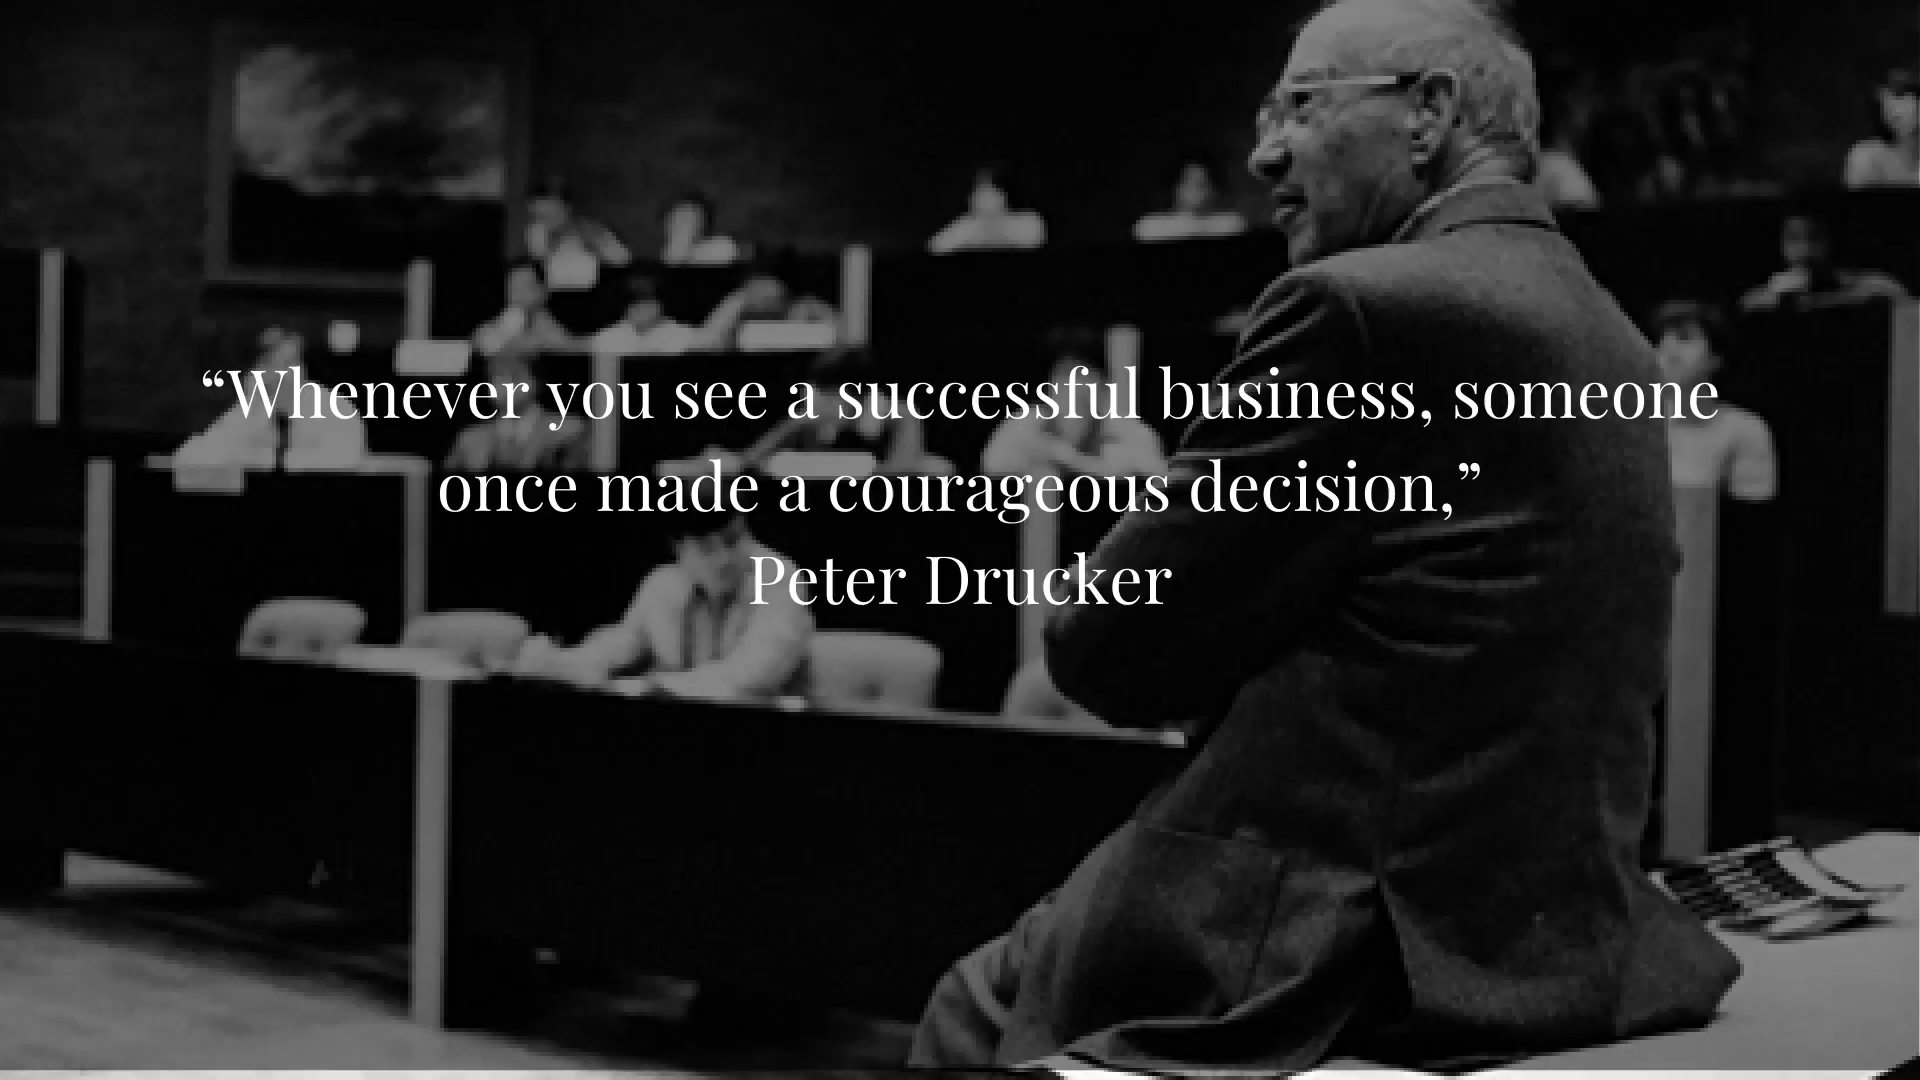 “Whenever you see a successful business, someone
once made a courageous decision,”
Peter Drucker